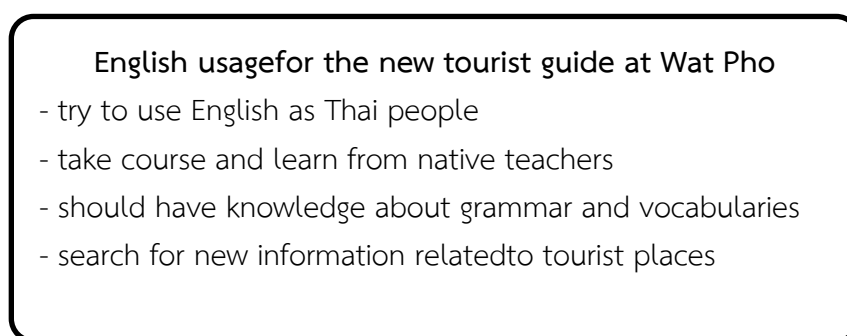 English usagefor the new tourist guide at Wat Pho
- try to use English as Thai people
- take course and learn from native teachers
- should have knowledge about grammar and vocabularies
- search for new information relatedto tourist places